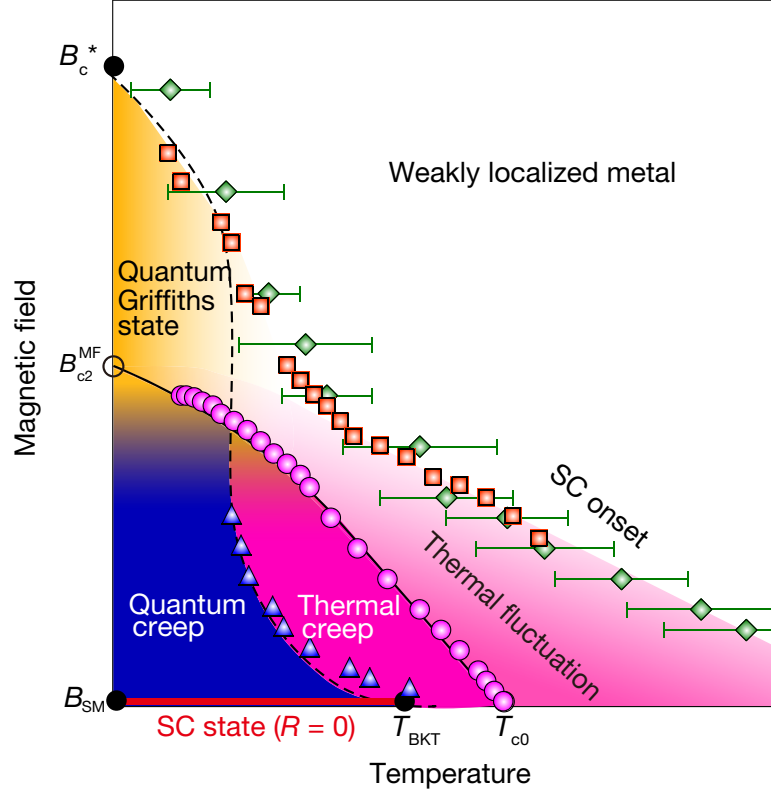 B_c*
Weakly localized metal
Quantum
Griffiths
state
Magnetic field
B_c2^MF
SC onset
Thermal fluctuation
Quantum
creep
Thermal
creep
B_SM
SC state (R = 0)
T_BKT
T_c0
Temperature